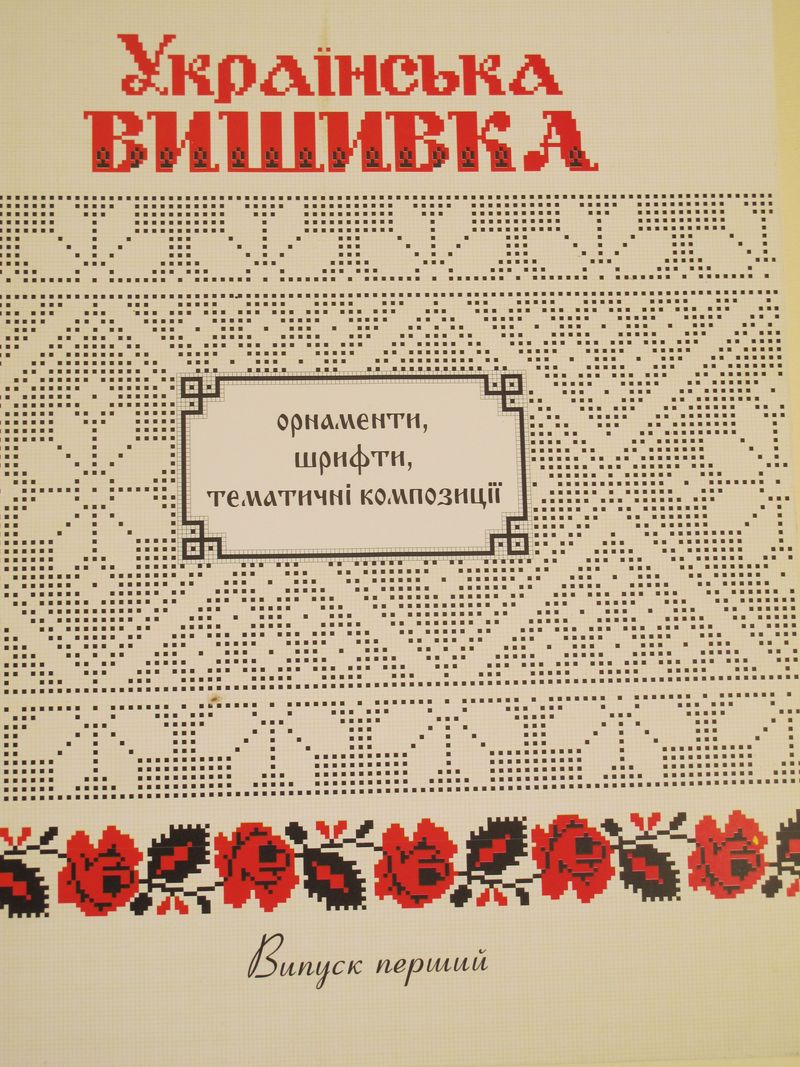 Українська
ВИШИВКА
орнаменти,
шрифти,
тематичні композиції
Випуск перший